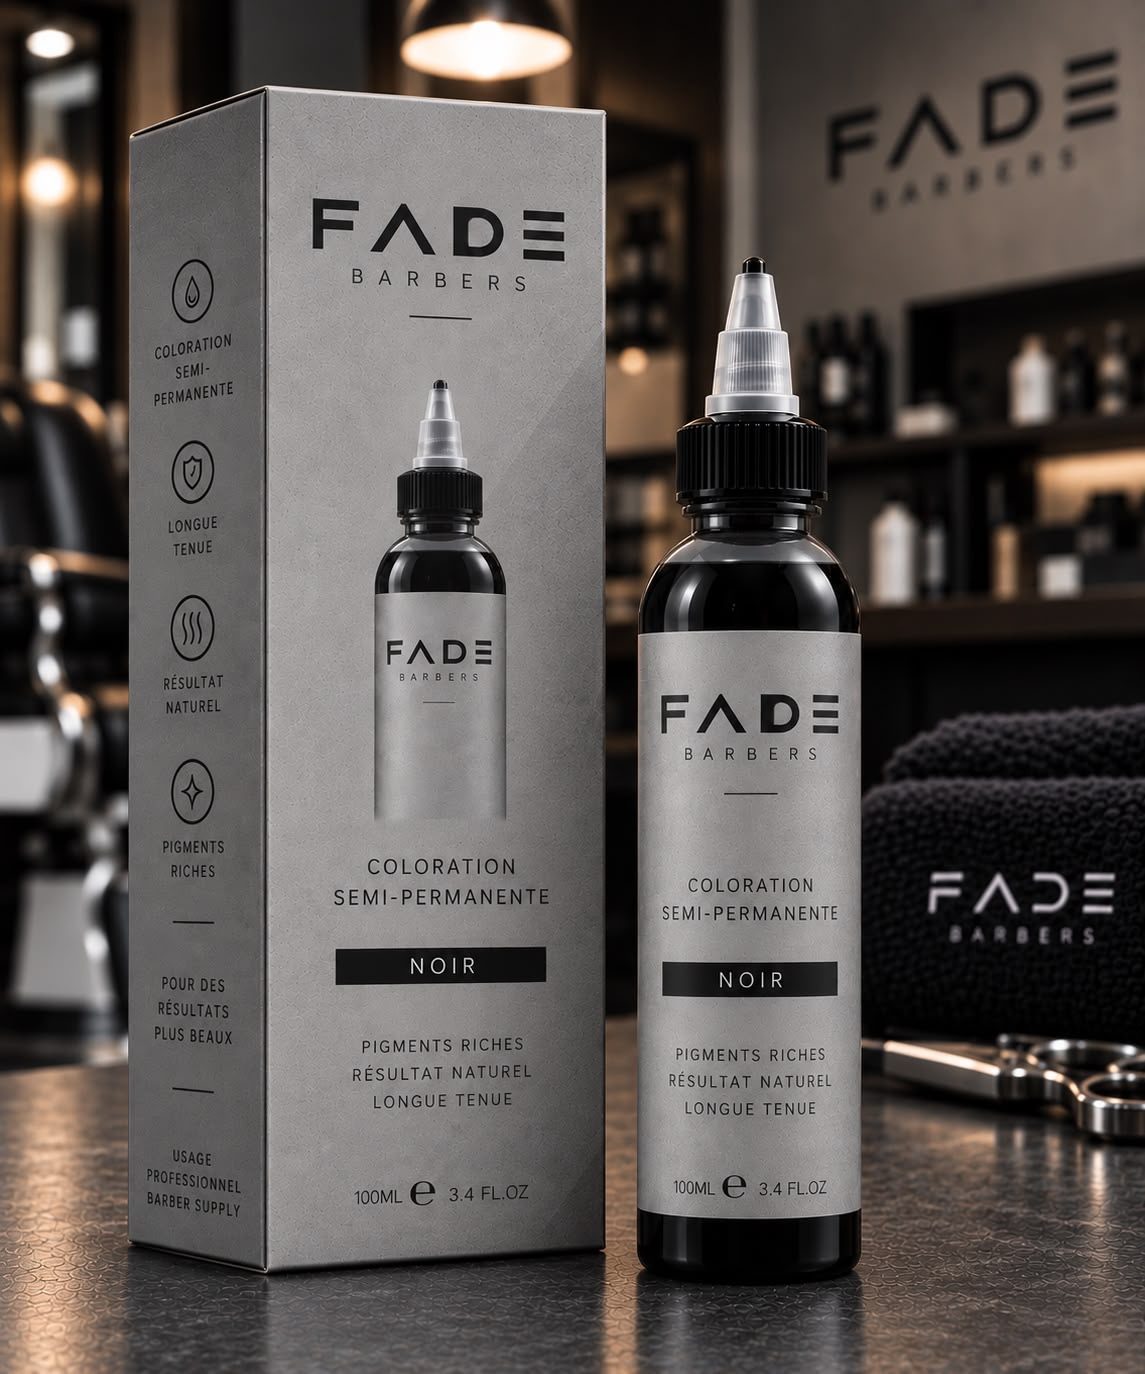 FADE
BARBERS
COLORATION
SEMI-
PERMANENTE
LONGUE
TENUE
RÉSULTAT
NATUREL
PIGMENTS
RICHES
POUR DES
RÉSULTATS
PLUS BEAUX
USAGE
PROFESSIONNEL
BARBER SUPPLY
FADE
BARBERS
FADE
BARBERS
COLORATION
SEMI-PERMANENTE
NOIR
PIGMENTS RICHES
RÉSULTAT NATUREL
LONGUE TENUE
100ML ℮ 3.4 FL.OZ
FADE
BARBERS
COLORATION
SEMI-PERMANENTE
NOIR
PIGMENTS RICHES
RÉSULTAT NATUREL
LONGUE TENUE
100ML ℮ 3.4 FL.OZ
FADE
BARBERS